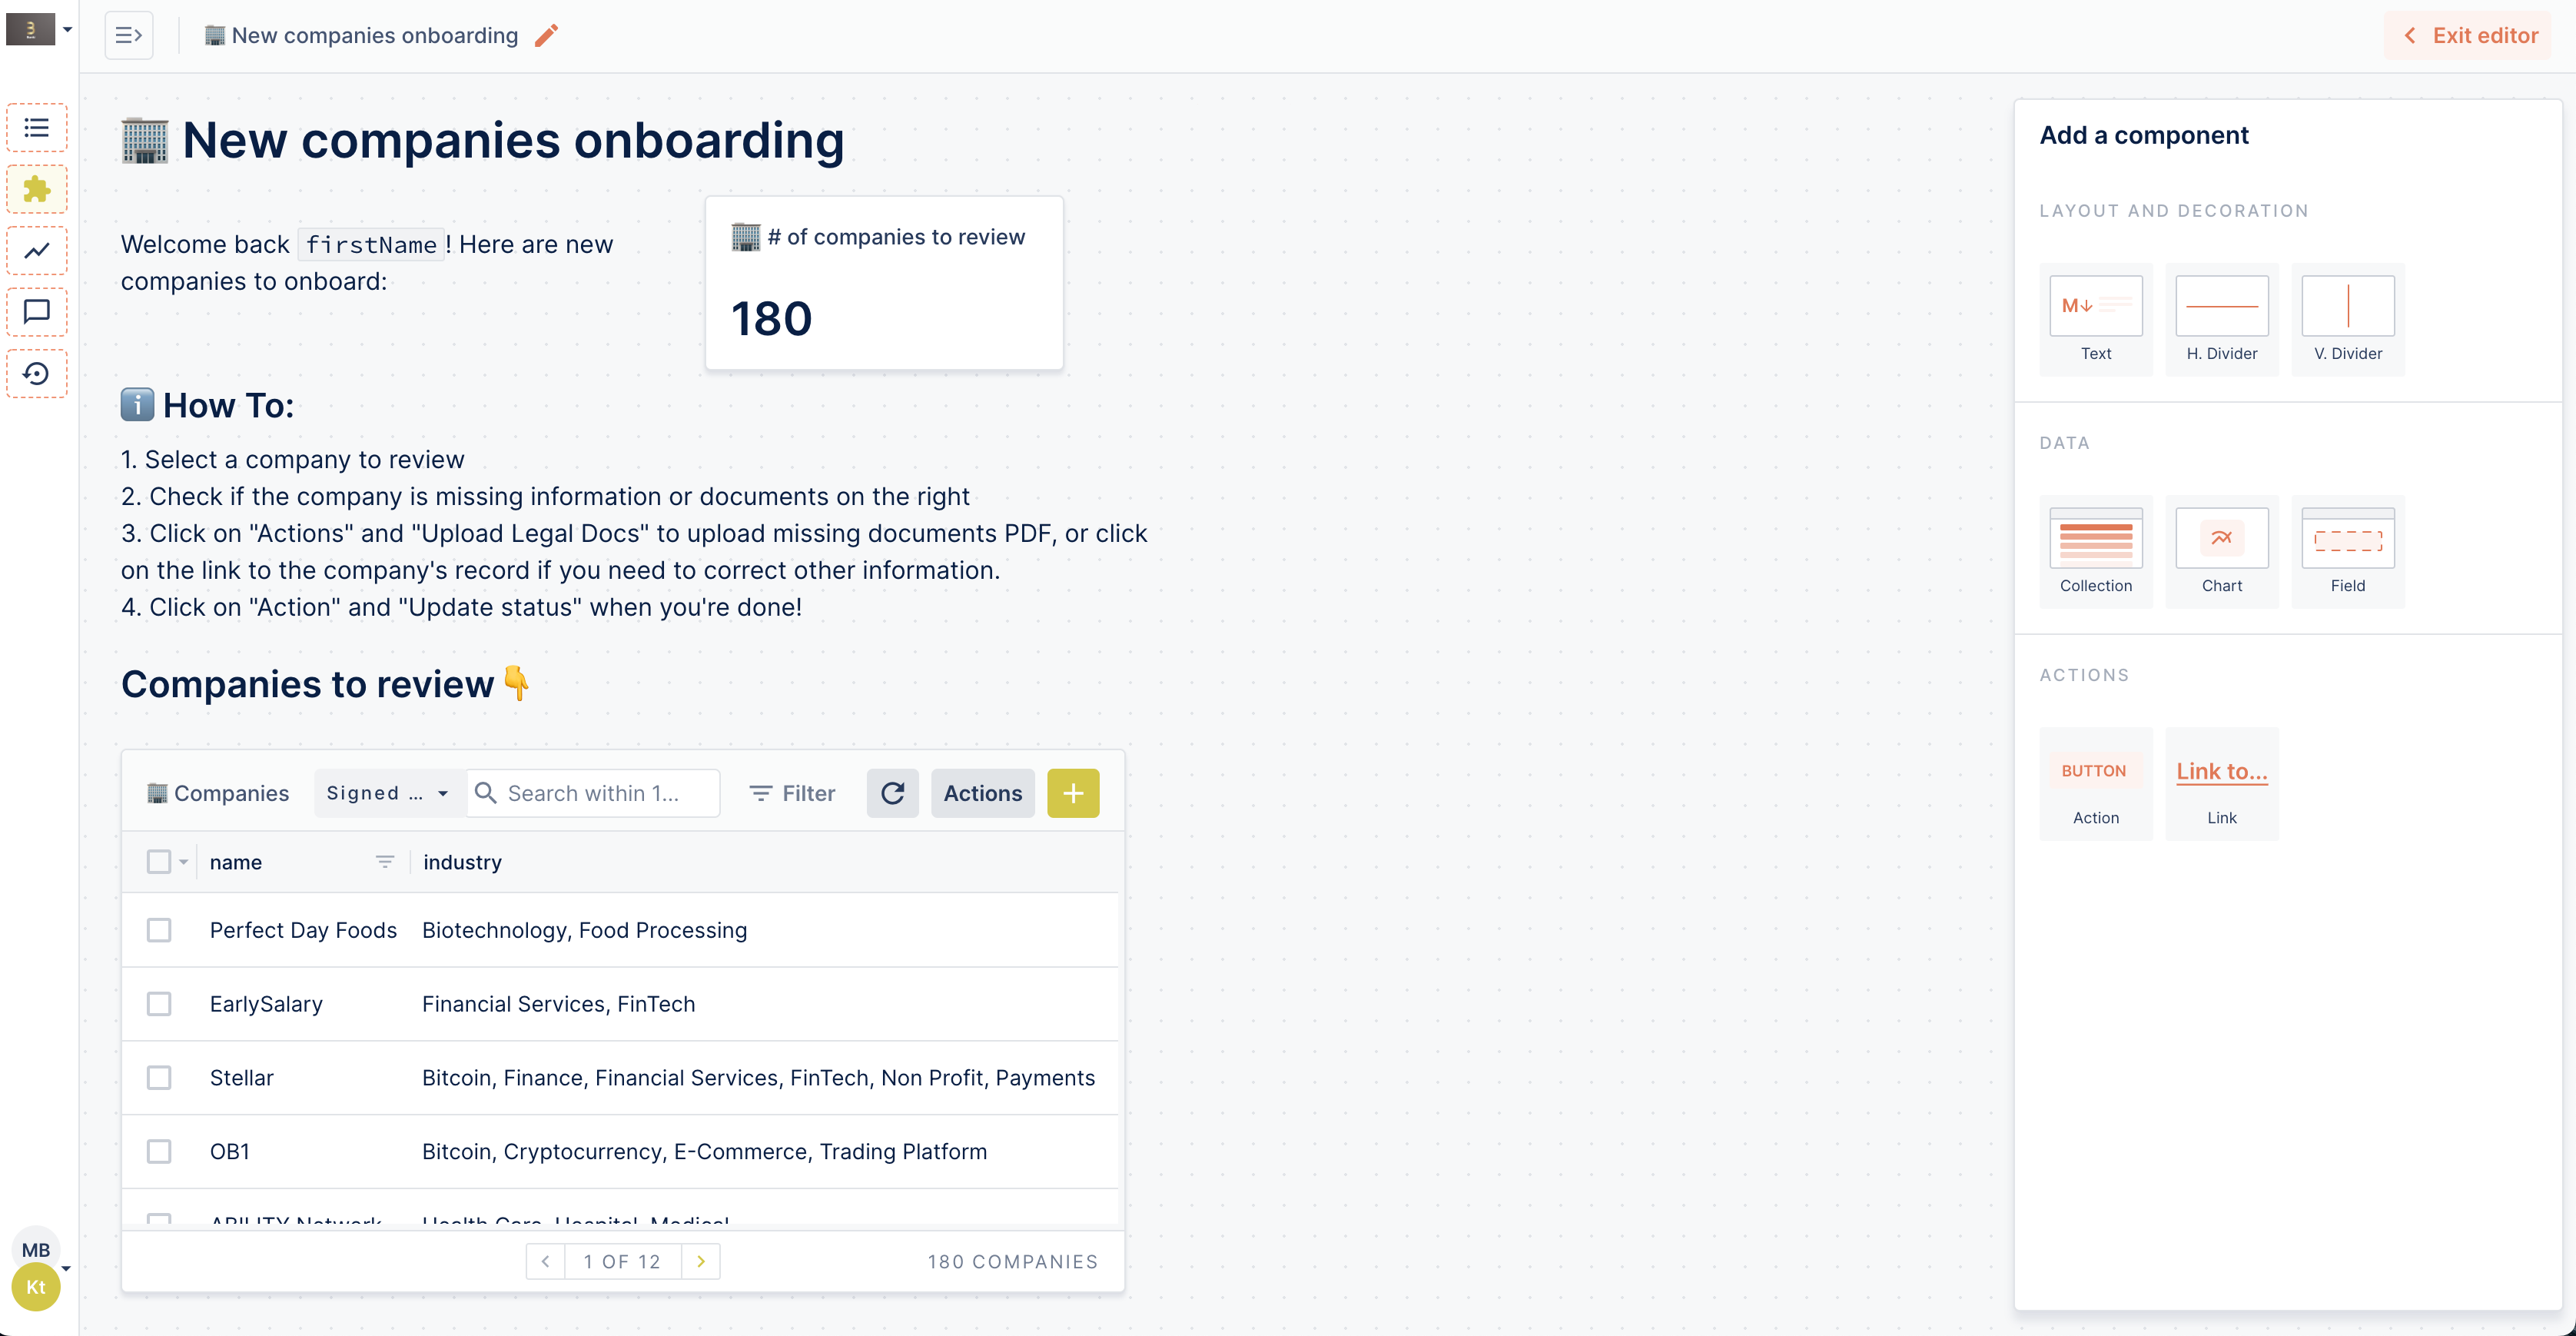 New companies onboarding
Exit editor
New companies onboarding
Welcome back firstName! Here are new
companies to onboard:
# of companies to review
180
How To:
1. Select a company to review
2. Check if the company is missing information or documents on the right
3. Click on "Actions" and "Upload Legal Docs" to upload missing documents PDF, or click
on the link to the company's record if you need to correct other information.
4. Click on "Action" and "Update status" when you're done!
Companies to review
Companies Signed ... Search within 1... Filter Actions
name industry
Perfect Day Foods Biotechnology, Food Processing
EarlySalary Financial Services, FinTech
Stellar Bitcoin, Finance, Financial Services, FinTech, Non Profit, Payments
OB1 Bitcoin, Cryptocurrency, E-Commerce, Trading Platform
ABILITY Network Health Care, Hospital, Medical
1 OF 12 180 COMPANIES
MB
Kt
Add a component
LAYOUT AND DECORATION
M↓
Text H. Divider V. Divider
DATA
Collection Chart Field
ACTIONS
BUTTON Link to...
Action Link